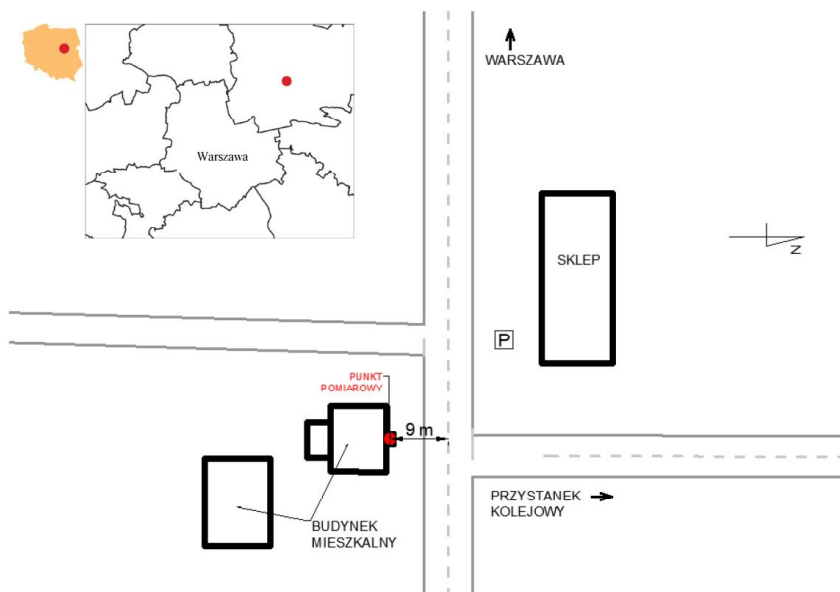 WARSZAWA
Warszawa
SKLEP
N
P
PUNKT
POMIAROWY
9 m
PRZYSTANEK
KOLEJOWY
BUDYNEK
MIESZKALNY